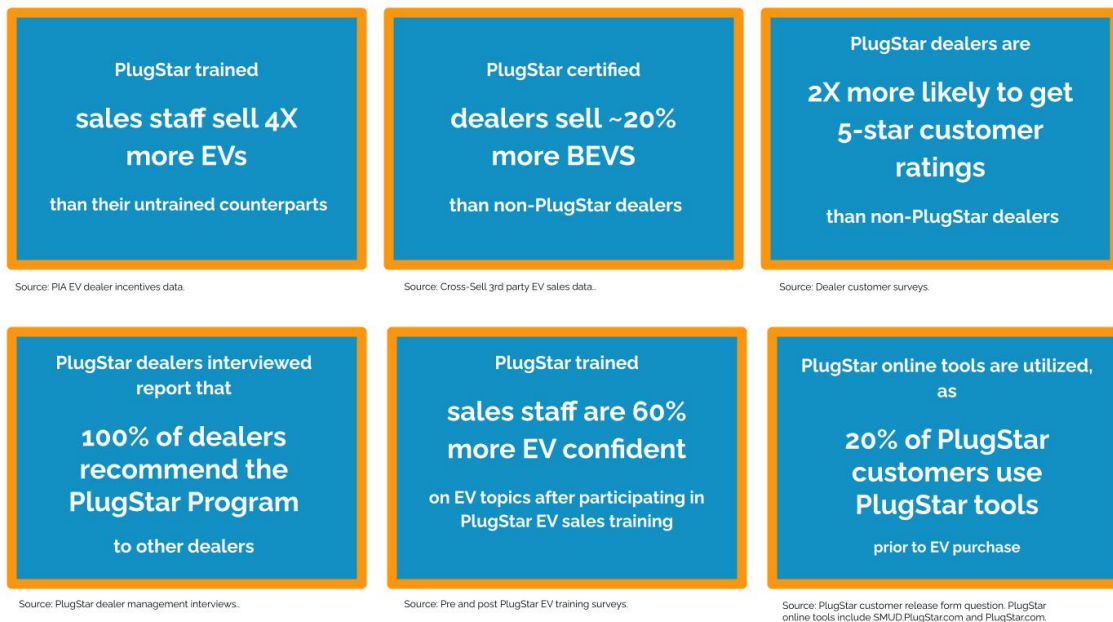 PlugStar trained
sales staff sell 4X
more EVs
than their untrained counterparts
Source: PIA EV dealer incentives data.
PlugStar certified
dealers sell ~20%
more BEVS
than non-PlugStar dealers
Source: Cross-Sell 3rd party EV sales data..
PlugStar dealers are
2X more likely to get
5-star customer
ratings
than non-PlugStar dealers
Source: Dealer customer surveys.
PlugStar dealers interviewed
report that
100% of dealers
recommend the
PlugStar Program
to other dealers
Source: PlugStar dealer management interviews..
PlugStar trained
sales staff are 60%
more EV confident
on EV topics after participating in
PlugStar EV sales training
Source: Pre and post PlugStar EV training surveys.
PlugStar online tools are utilized,
as
20% of PlugStar
customers use
PlugStar tools
prior to EV purchase
Source: PlugStar customer release form question. PlugStar
online tools include SMUD.PlugStar.com and PlugStar.com.